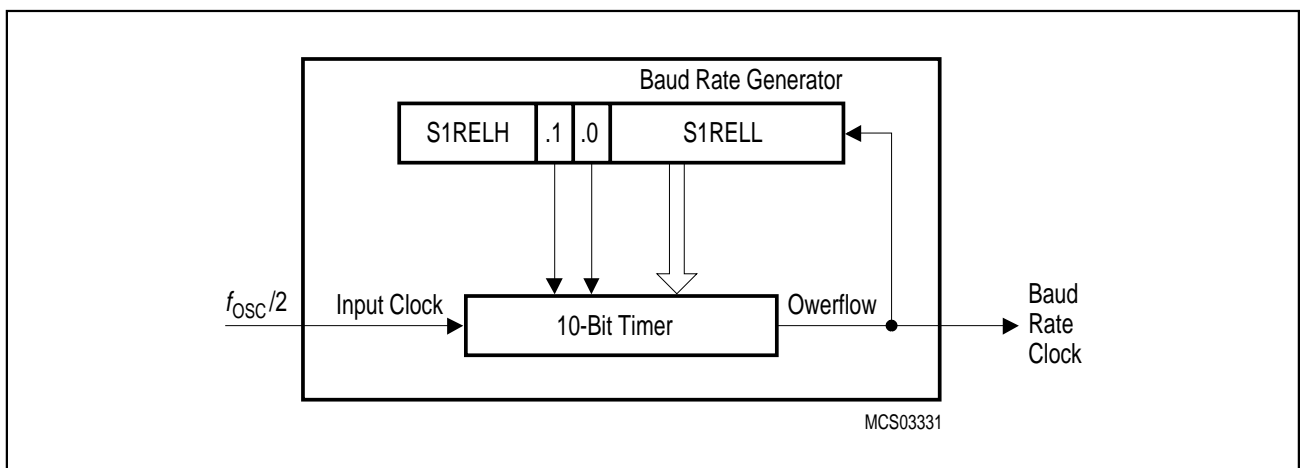 Baud Rate Generator
S1RELH .1 .0 S1RELL
fOSC/2 Input Clock 10-Bit Timer Owerflow
Baud
Rate
Clock
MCS03331